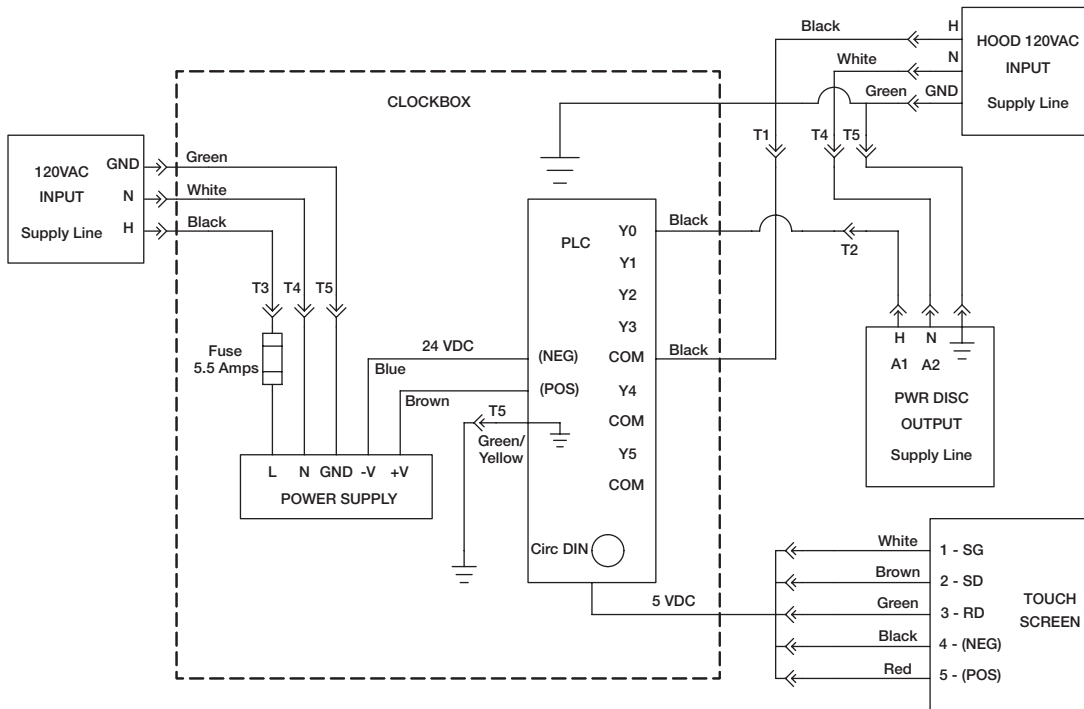 CLOCKBOX
120VAC
INPUT
Supply Line
GND
N
H
Green
White
Black
T3
T4
T5
Fuse
5.5 Amps
L
N
GND
-V
+V
POWER SUPPLY
24 VDC
Blue
Brown
T5
Green/
Yellow
PLC
(NEG)
(POS)
Y0
Y1
Y2
Y3
COM
Y4
COM
Y5
COM
Circ DIN
Black
Black
5 VDC
Black
White
Green
H
N
GND
HOOD 120VAC
INPUT
Supply Line
T1
T4
T5
T2
H
N
A1
A2
PWR DISC
OUTPUT
Supply Line
White
Brown
Green
Black
Red
1 - SG
2 - SD
3 - RD
4 - (NEG)
5 - (POS)
TOUCH
SCREEN